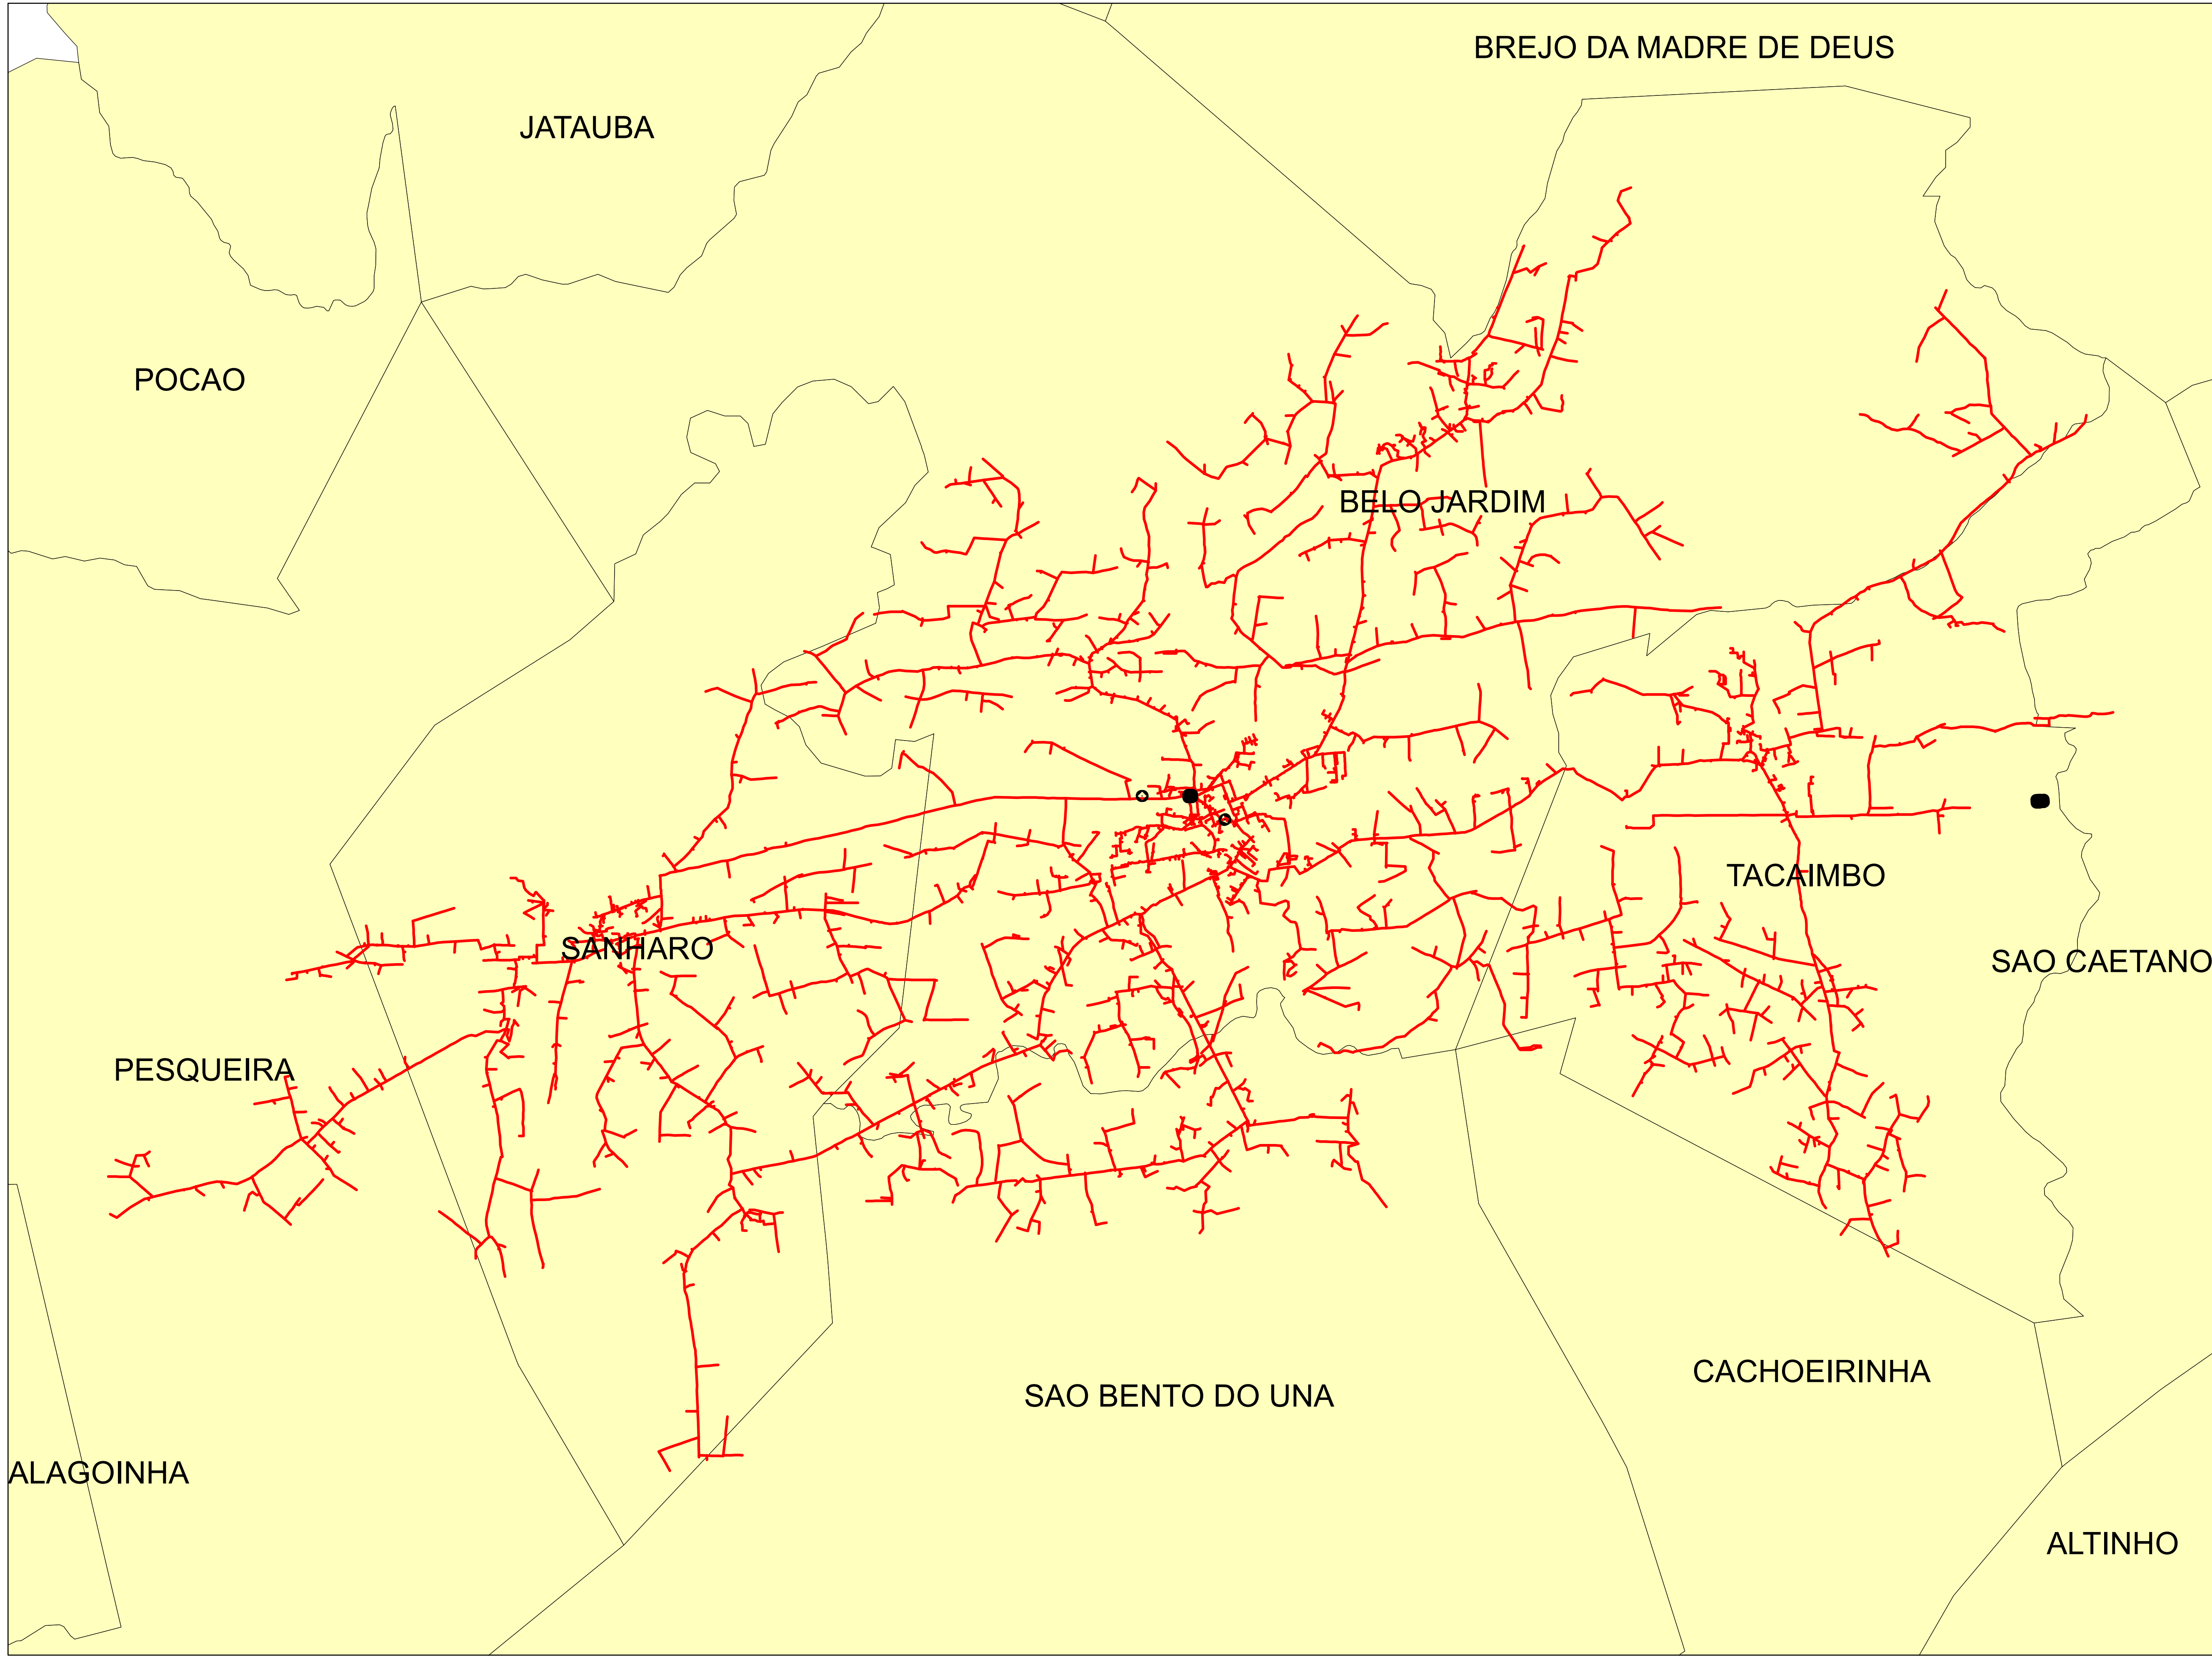 BREJO DA MADRE DE DEUS
JATAUBA
POCAO
BELO JARDIM
TACAIMBO
SANHARO
SAO CAETANO
PESQUEIRA
CACHOEIRINHA
SAO BENTO DO UNA
ALAGOINHA
ALTINHO